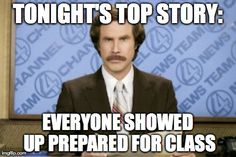 TONIGHT'S TOP STORY:
EVERYONE SHOWED
UP PREPARED FOR CLASS
imgflip.com